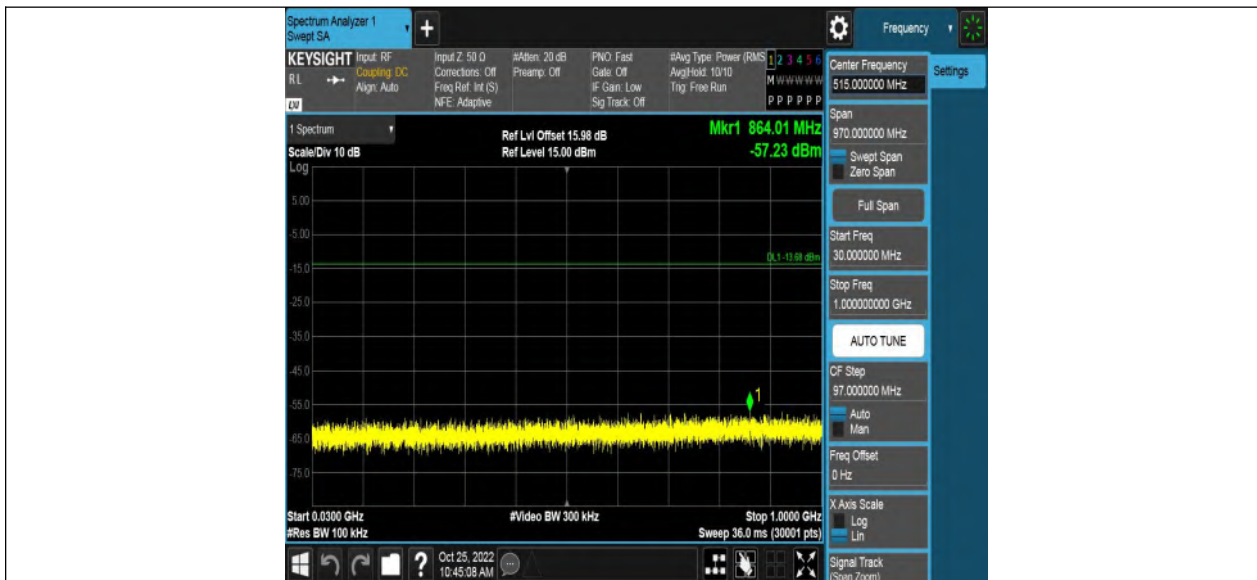 Spectrum Analyzer 1
Swept SA
+
Frequency
KEYSIGHT
RL
LXI
Input: RF
Coupling: DC
Align: Auto
Input Z: 50 Ω
Corrections: Off
Freq Ref: Int (S)
NFE: Adaptive
#Atten: 20 dB
Preamp: Off
PNO: Fast
Gate: Off
IF Gain: Low
Sig Track: Off
#Avg Type: Power (RMS
Avg|Hold: 10/10
Trig: Free Run
1 2 3 4 5 6
M W W W W W
P P P P P P
Center Frequency
515.000000 MHz
Settings
1 Spectrum
Scale/Div 10 dB
Ref Lvl Offset 15.98 dB
Ref Level 15.00 dBm
Mkr1 864.01 MHz
-57.23 dBm
Log
5.00
-5.00
-15.0
-25.0
-35.0
-45.0
-55.0
-65.0
-75.0
DL1 -13.68 dBm
1
Start 0.0300 GHz
#Res BW 100 kHz
#Video BW 300 kHz
Stop 1.0000 GHz
Sweep 36.0 ms (30001 pts)
Span
970.000000 MHz
Swept Span
Zero Span
Full Span
Start Freq
30.000000 MHz
Stop Freq
1.000000000 GHz
AUTO TUNE
CF Step
97.000000 MHz
Auto
Man
Freq Offset
0 Hz
X Axis Scale
Log
Lin
Signal Track
(Span Zoom)
?
Oct 25, 2022
10:45:08 AM